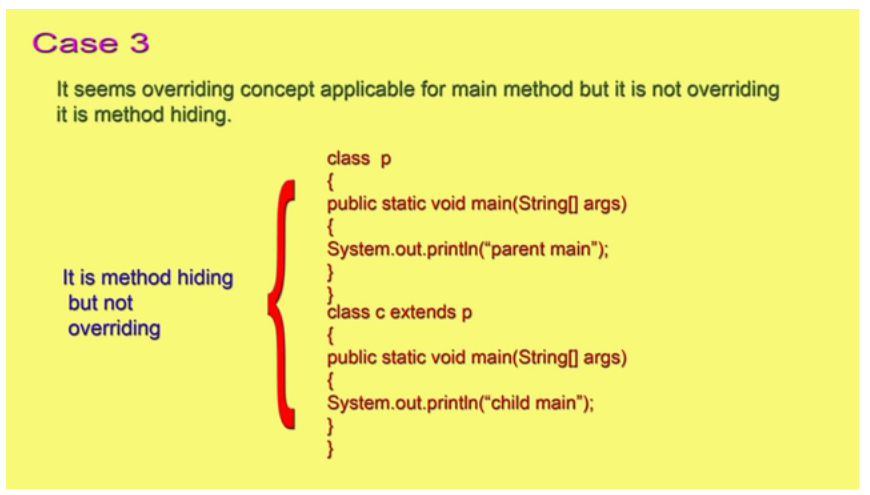 Case 3
It seems overriding concept applicable for main method but it is not overriding
it is method hiding.
class p
{
public static void main(String[] args)
{
System.out.println(“parent main”);
}
}
It is method hiding
but not
overriding
class c extends p
{
public static void main(String[] args)
{
System.out.println(“child main”);
}
}